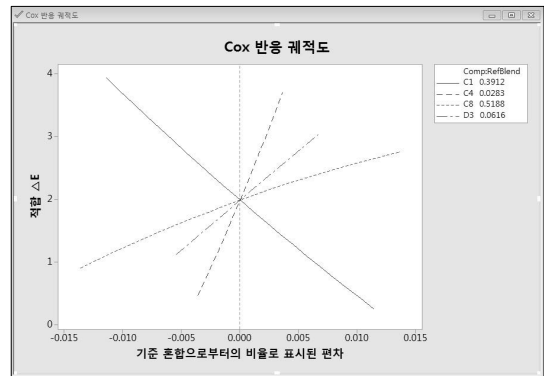 Cox 반응 궤적도
Cox 반응 궤적도
Comp:RefBlend
C1 0.3912
C4 0.0283
C8 0.5188
D3 0.0616
적합 △E
4
3
2
1
0
-0.015 -0.010 -0.005 0.000 0.005 0.010 0.015
기준 혼합으로부터의 비율로 표시된 편차